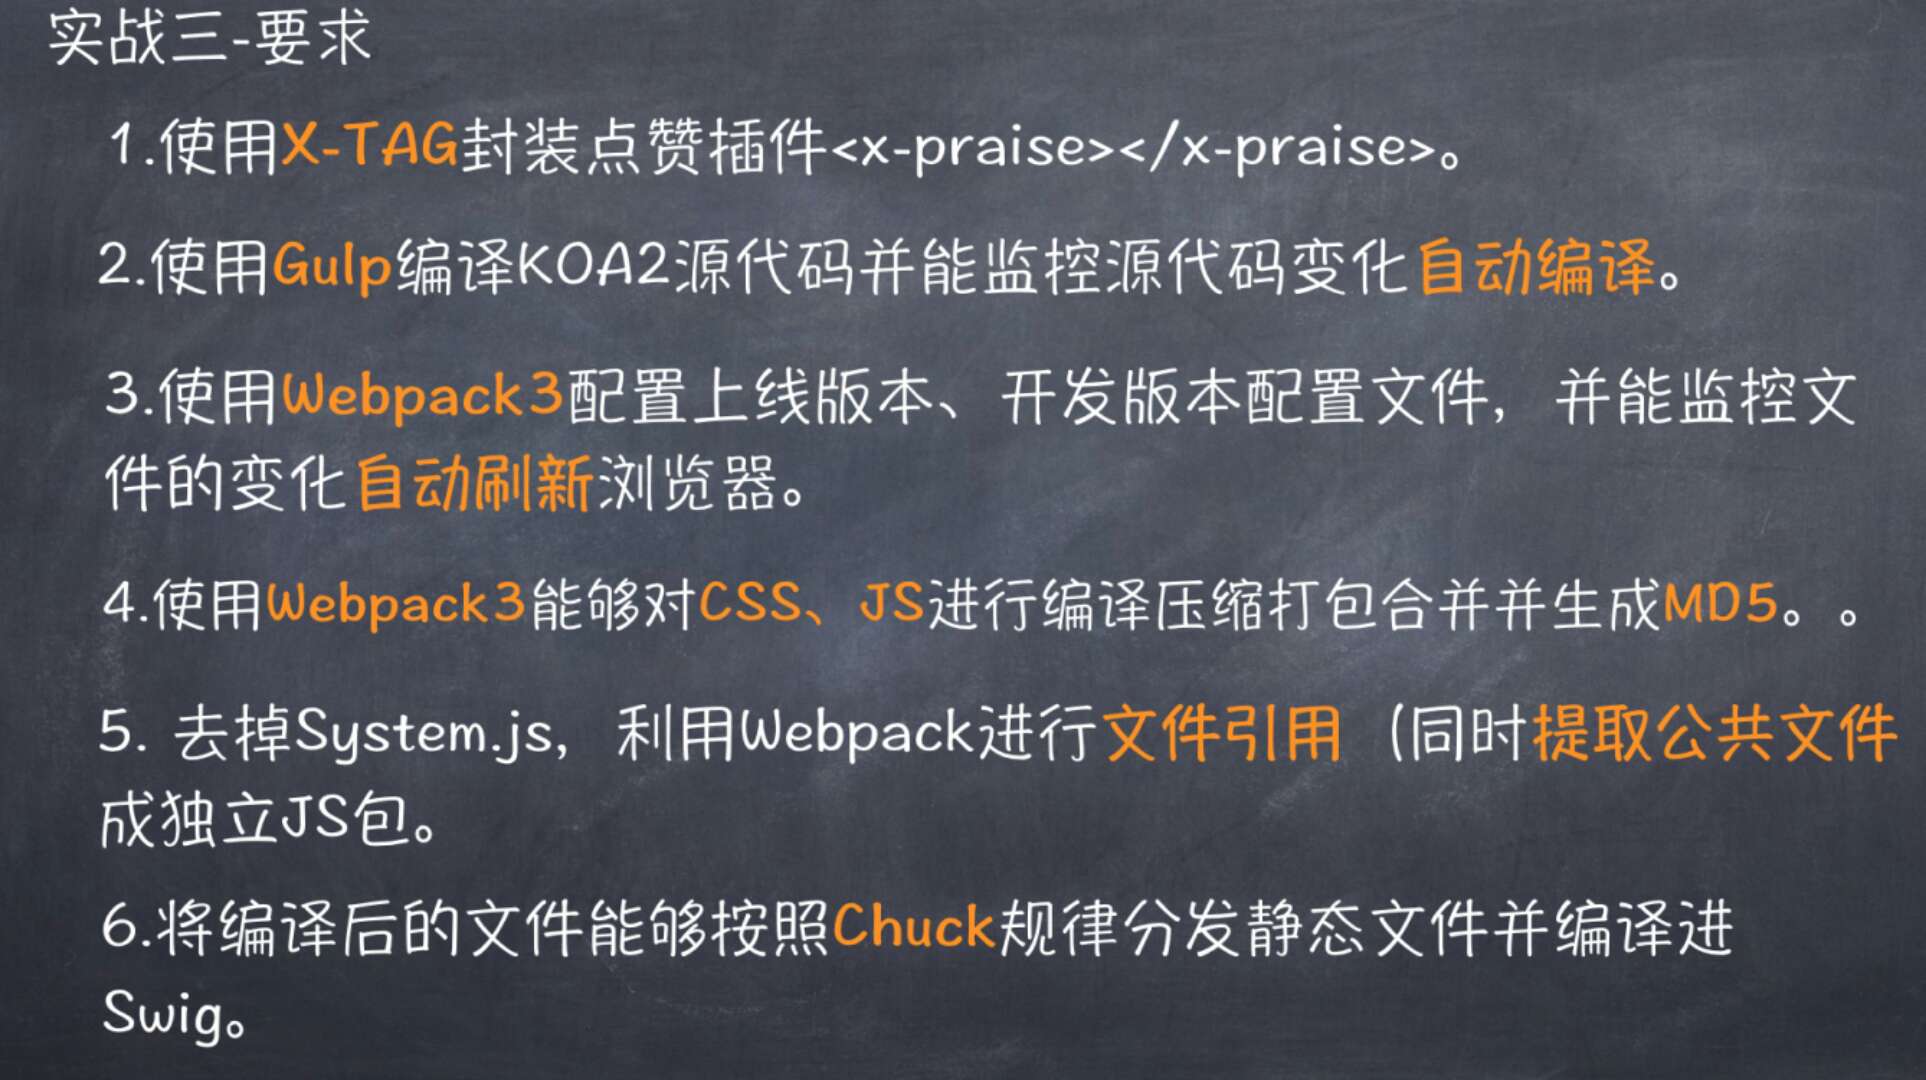 实战三-要求
1.使用X-TAG封装点赞插件<x-praise></x-praise>。
2.使用Gulp编译KOA2源代码并能监控源代码变化自动编译。
3.使用Webpack3配置上线版本、开发版本配置文件，并能监控文
件的变化自动刷新浏览器。
4.使用Webpack3能够对CSS、JS进行编译压缩打包合并并生成MD5。。
5. 去掉System.js，利用Webpack进行文件引用（同时提取公共文件
成独立JS包。
6.将编译后的文件能够按照Chuck规律分发静态文件并编译进
Swig。